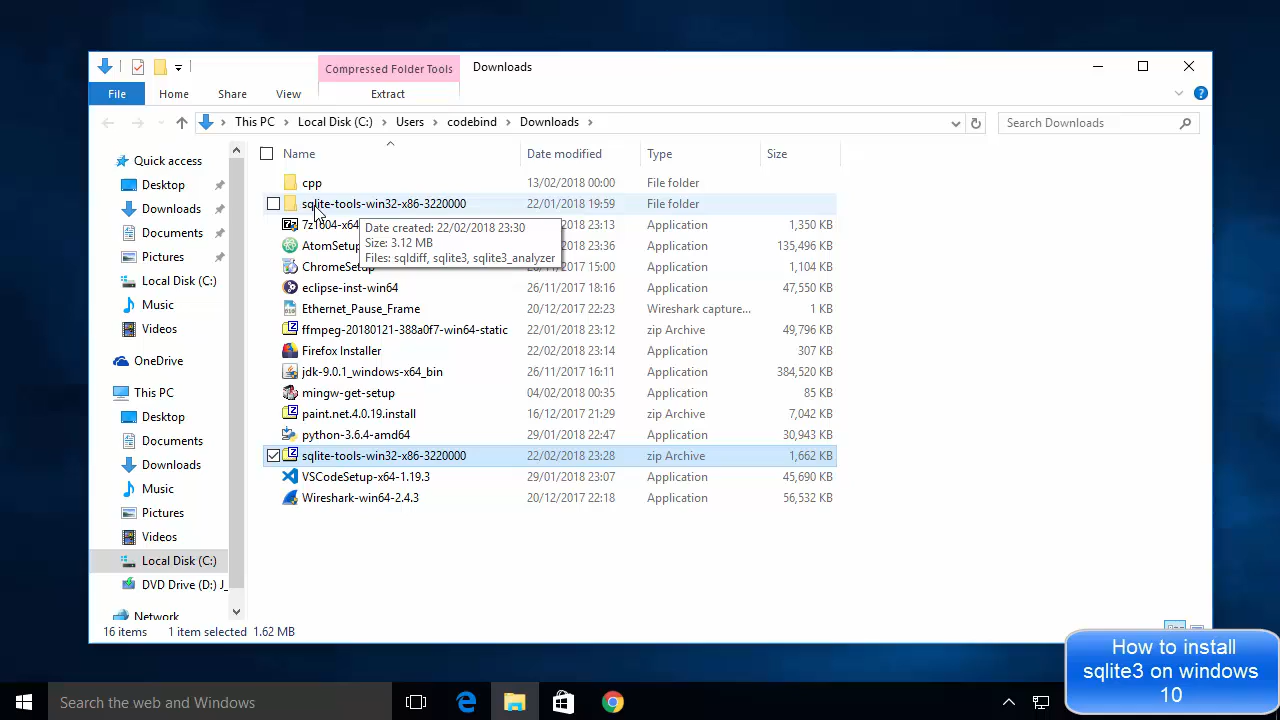 Compressed Folder Tools
Downloads
File
Home
Share
View
Extract
This PC
Local Disk (C:)
Users
codebind
Downloads
Search Downloads
Name
Date modified
Type
Size
Quick access
Desktop
Downloads
Documents
Pictures
Local Disk (C:)
Music
Videos
OneDrive
This PC
Desktop
Documents
Downloads
Music
Pictures
Videos
Local Disk (C:)
DVD Drive (D:) J_
Network
cpp 13/02/2018 00:00 File folder
sqlite-tools-win32-x86-3220000 22/01/2018 19:59 File folder
7z1604-x64 23:13 Application 1,350 KB
AtomSetup 23:36 Application 135,496 KB
ChromeSetup 15:00 Application 1,104 KB
eclipse-inst-win64 26/11/2017 18:16 Application 47,550 KB
Ethernet_Pause_Frame 20/12/2017 22:23 Wireshark capture... 1 KB
ffmpeg-20180121-388a0f7-win64-static 22/01/2018 23:12 zip Archive 49,796 KB
Firefox Installer 22/02/2018 23:14 Application 307 KB
jdk-9.0.1_windows-x64_bin 26/11/2017 16:11 Application 384,520 KB
mingw-get-setup 04/02/2018 00:35 Application 85 KB
paint.net.4.0.19.install 16/12/2017 21:29 zip Archive 7,042 KB
python-3.6.4-amd64 29/01/2018 22:47 Application 30,943 KB
sqlite-tools-win32-x86-3220000 22/02/2018 23:28 zip Archive 1,662 KB
VSCodeSetup-x64-1.19.3 29/01/2018 23:07 Application 45,690 KB
Wireshark-win64-2.4.3 20/12/2017 22:18 Application 56,532 KB
Date created: 22/02/2018 23:30
Size: 3.12 MB
Files: sqldiff, sqlite3, sqlite3_analyzer
16 items
1 item selected 1.62 MB
How to install
sqlite3 on windows
10
Search the web and Windows